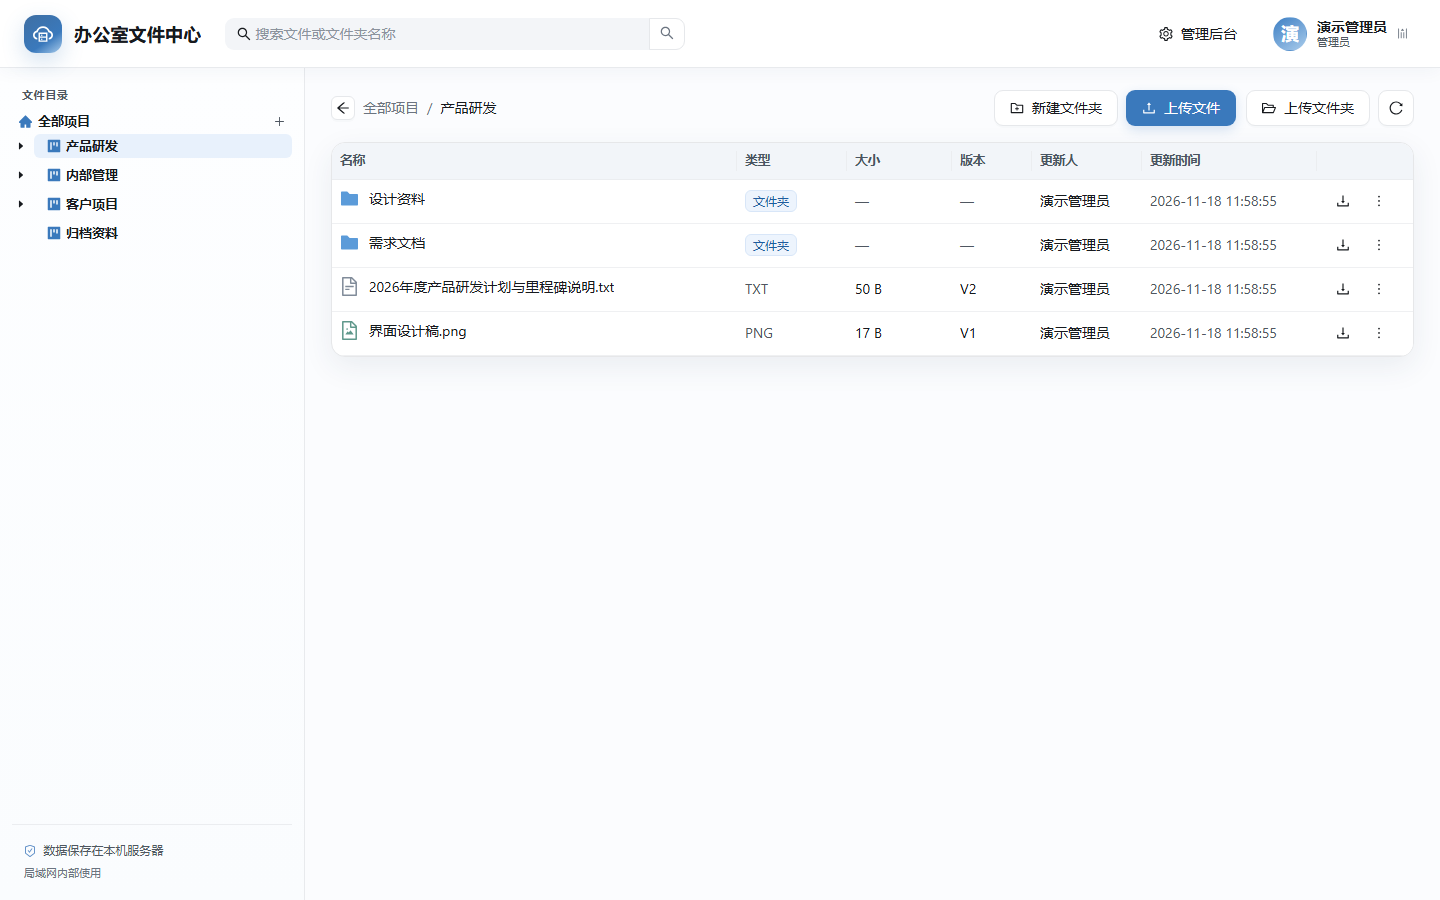 办公室文件中心
搜索文件或文件夹名称
管理后台
演
演示管理员
管理员
文件目录
全部项目
产品研发
内部管理
客户项目
归档资料
数据保存在本机服务器
局域网内部使用
全部项目 / 产品研发
新建文件夹
上传文件
上传文件夹
名称 类型 大小 版本 更新人 更新时间
设计资料 文件夹 — — 演示管理员 2026-11-18 11:58:55
需求文档 文件夹 — — 演示管理员 2026-11-18 11:58:55
2026年度产品研发计划与里程碑说明.txt TXT 50 B V2 演示管理员 2026-11-18 11:58:55
界面设计稿.png PNG 17 B V1 演示管理员 2026-11-18 11:58:55